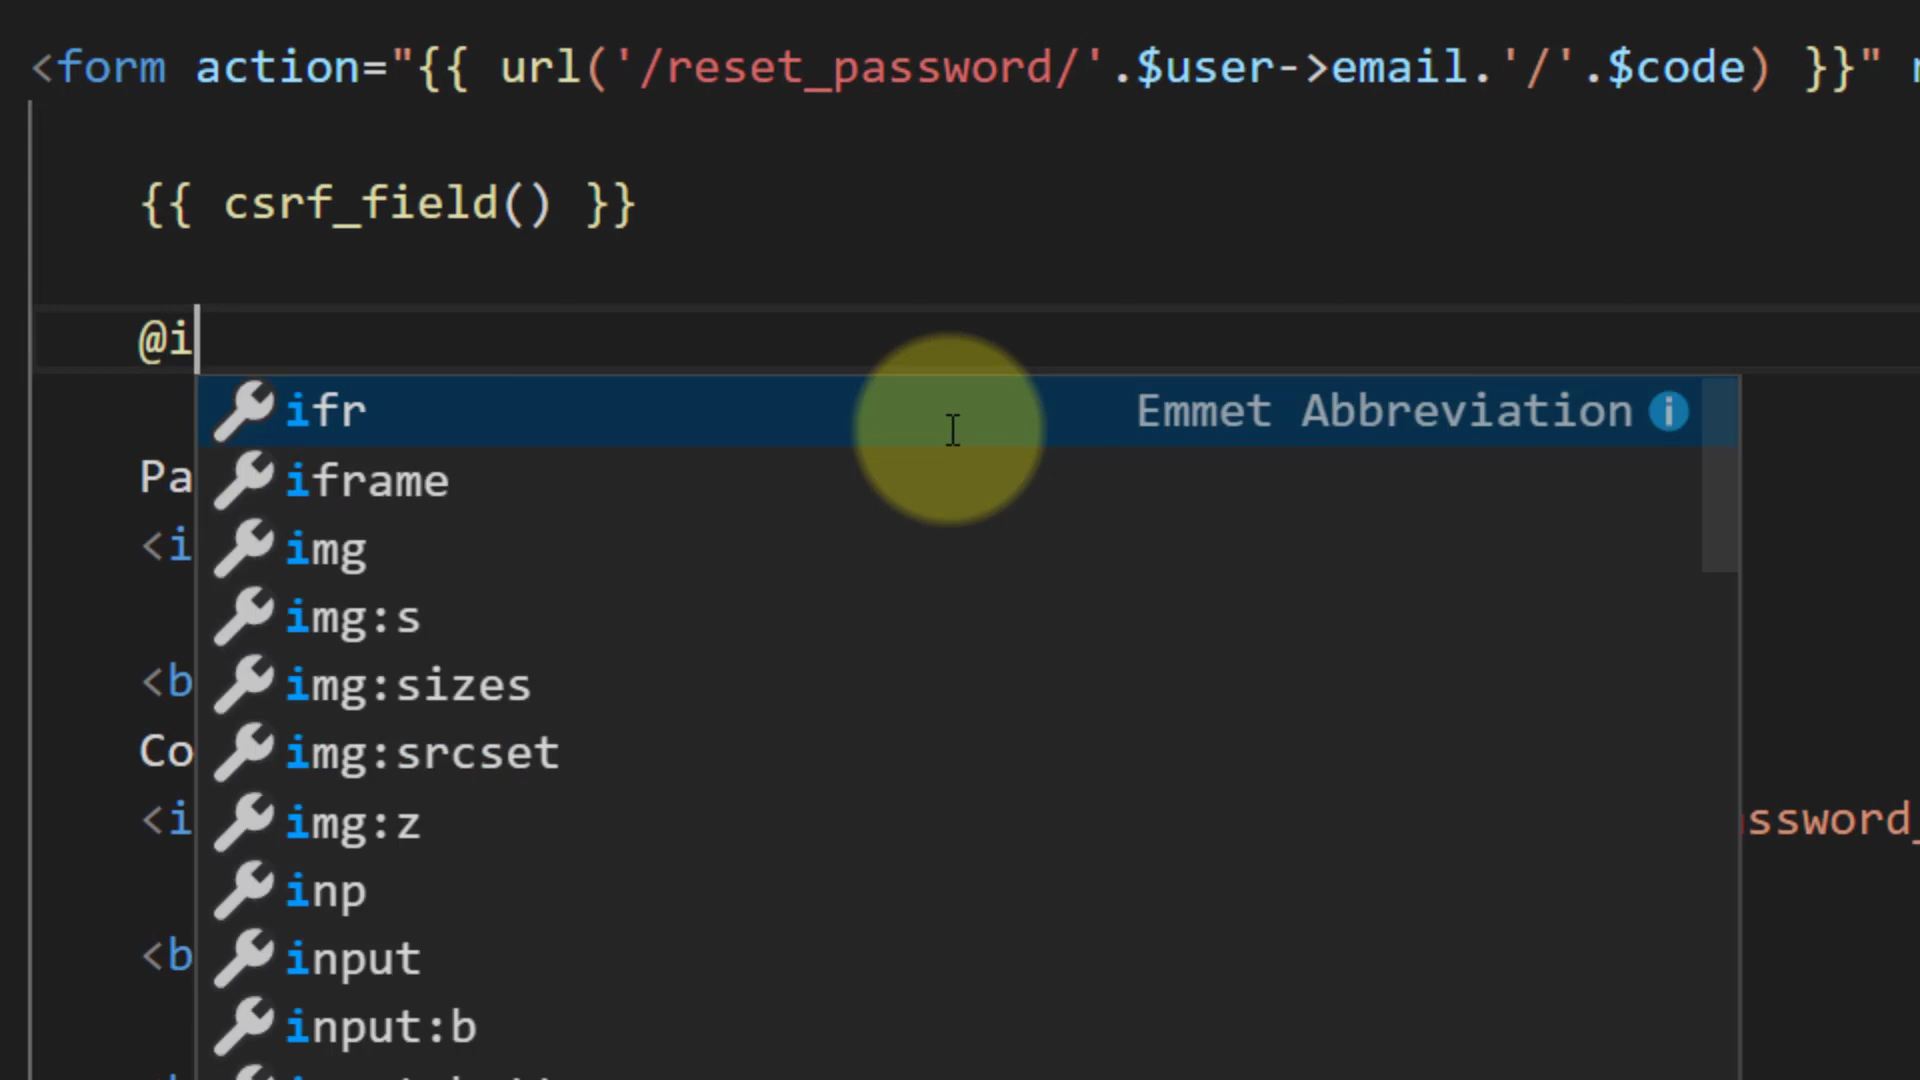 <form action="{{ url('/reset_password/'.$user->email.'/'.$code) }}"
{{ csrf_field() }}
@i
ifr Emmet Abbreviation
Pa iframe
<i img
img:s
<b img:sizes
Co img:srcset
<i img:z ssword_
inp
<b input
input:b